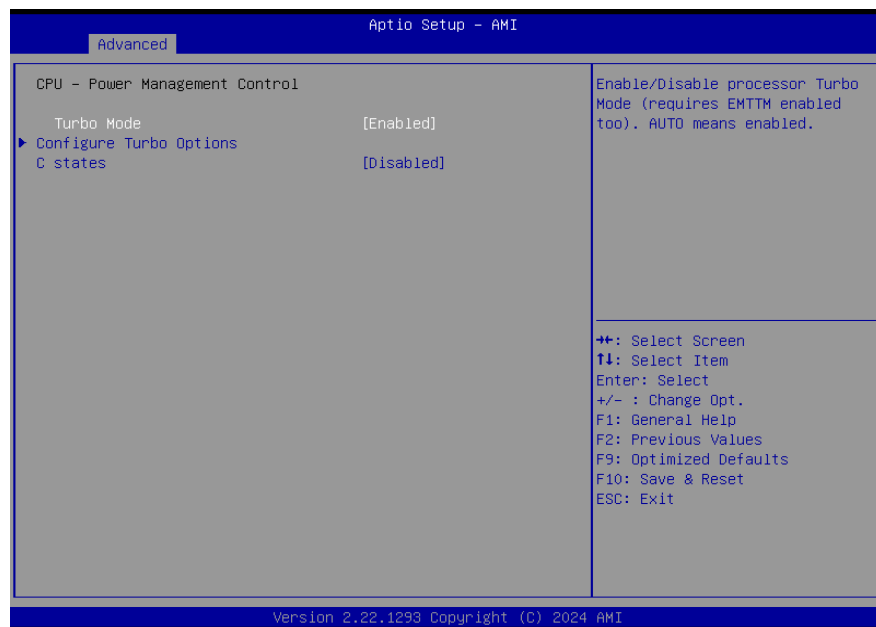 Aptio Setup – AMI
Advanced
CPU – Power Management Control
Turbo Mode [Enabled]
Configure Turbo Options
C states [Disabled]
Enable/Disable processor Turbo
Mode (requires EMTTM enabled
too). AUTO means enabled.
→←: Select Screen
↑↓: Select Item
Enter: Select
+/- : Change Opt.
F1: General Help
F2: Previous Values
F9: Optimized Defaults
F10: Save & Reset
ESC: Exit
Version 2.22.1293 Copyright (C) 2024 AMI